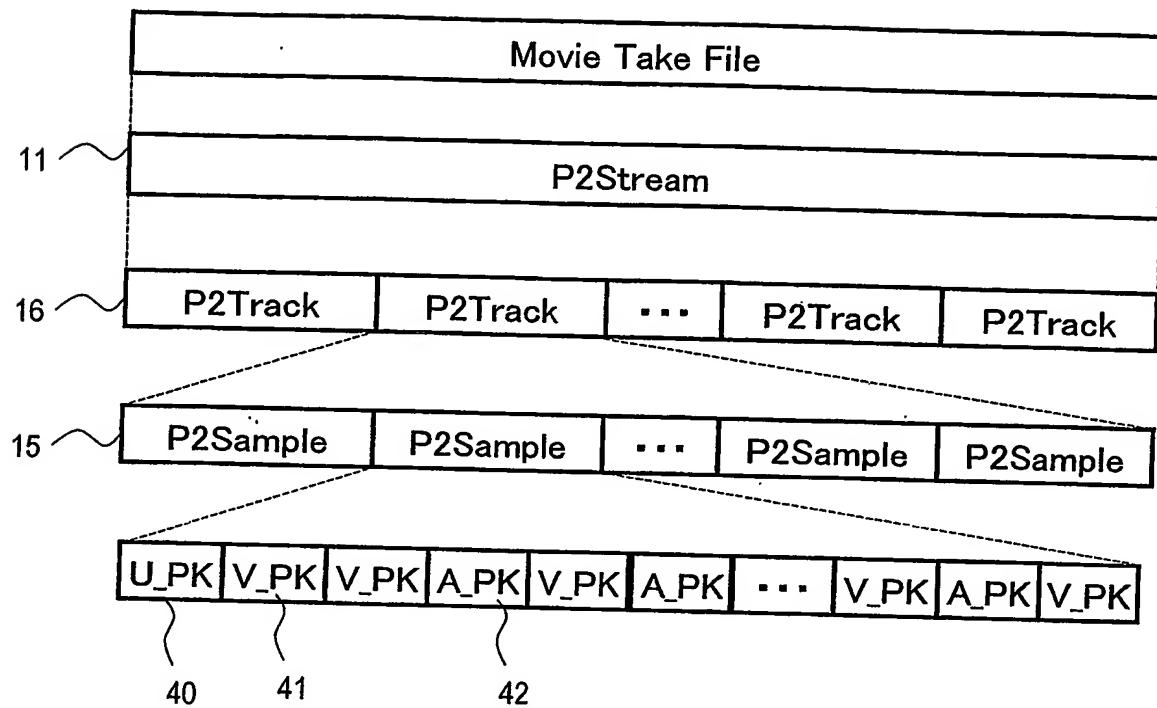 Movie Take File
11
P2Stream
16
P2Track P2Track ... P2Track P2Track
15
P2Sample P2Sample ... P2Sample P2Sample
U_PK V_PK V_PK A_PK V_PK A_PK ... V_PK A_PK V_PK
40 41 42